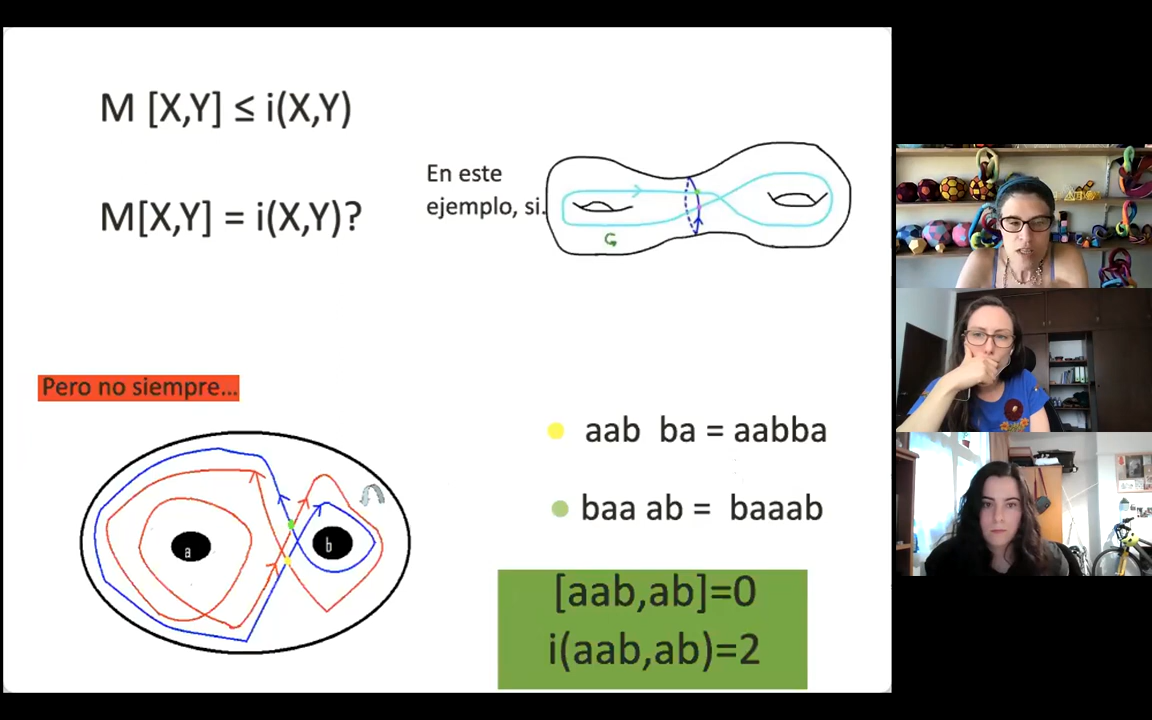 M [X,Y] ≤ i(X,Y)
M[X,Y] = i(X,Y)?
En este
ejemplo, si.
Pero no siempre...
a
b
aab ba = aabba
baa ab = baaab
[aab,ab]=0
i(aab,ab)=2